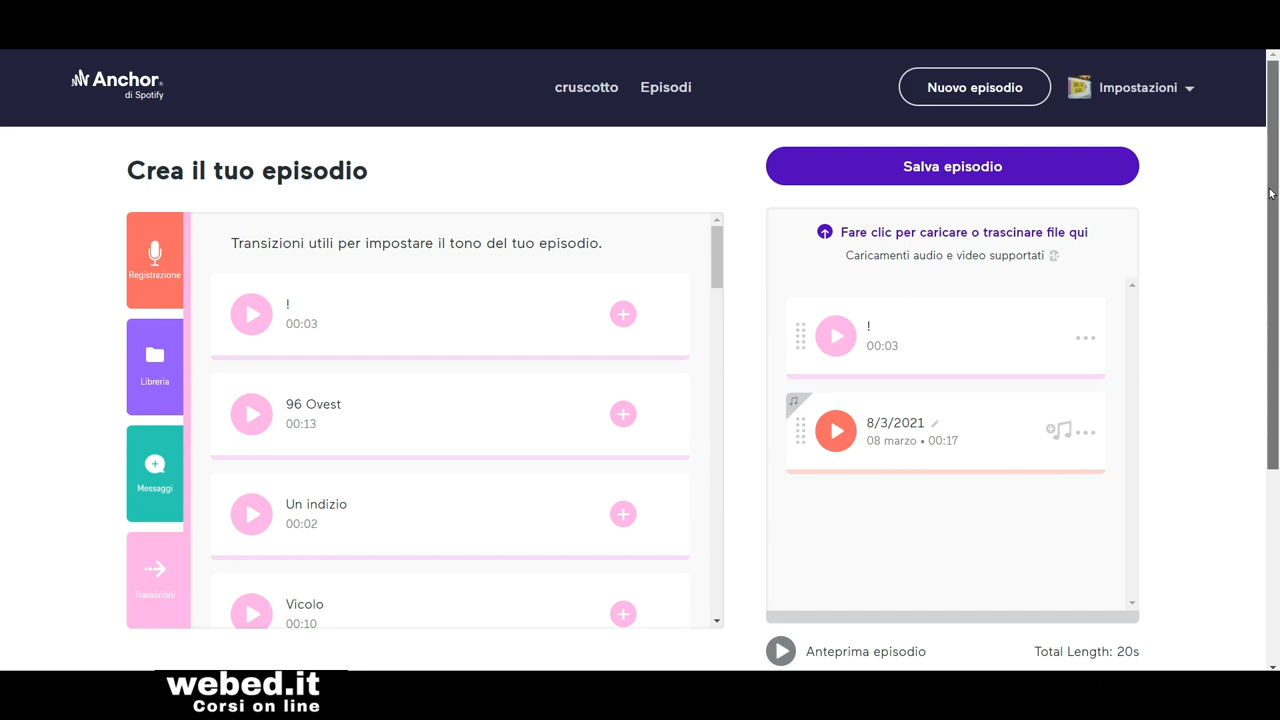 Anchor
di Spotify
cruscotto
Episodi
Nuovo episodio
Impostazioni
Crea il tuo episodio
Salva episodio
Registrazione
Libreria
Messaggi
Transizioni
Transizioni utili per impostare il tono del tuo episodio.
!
00:03
96 Ovest
00:13
Un indizio
00:02
Vicolo
00:10
Fare clic per caricare o trascinare file qui
Caricamenti audio e video supportati
!
00:03
8/3/2021
08 marzo • 00:17
Anteprima episodio
Total Length: 20s
webed.it
Corsi on line